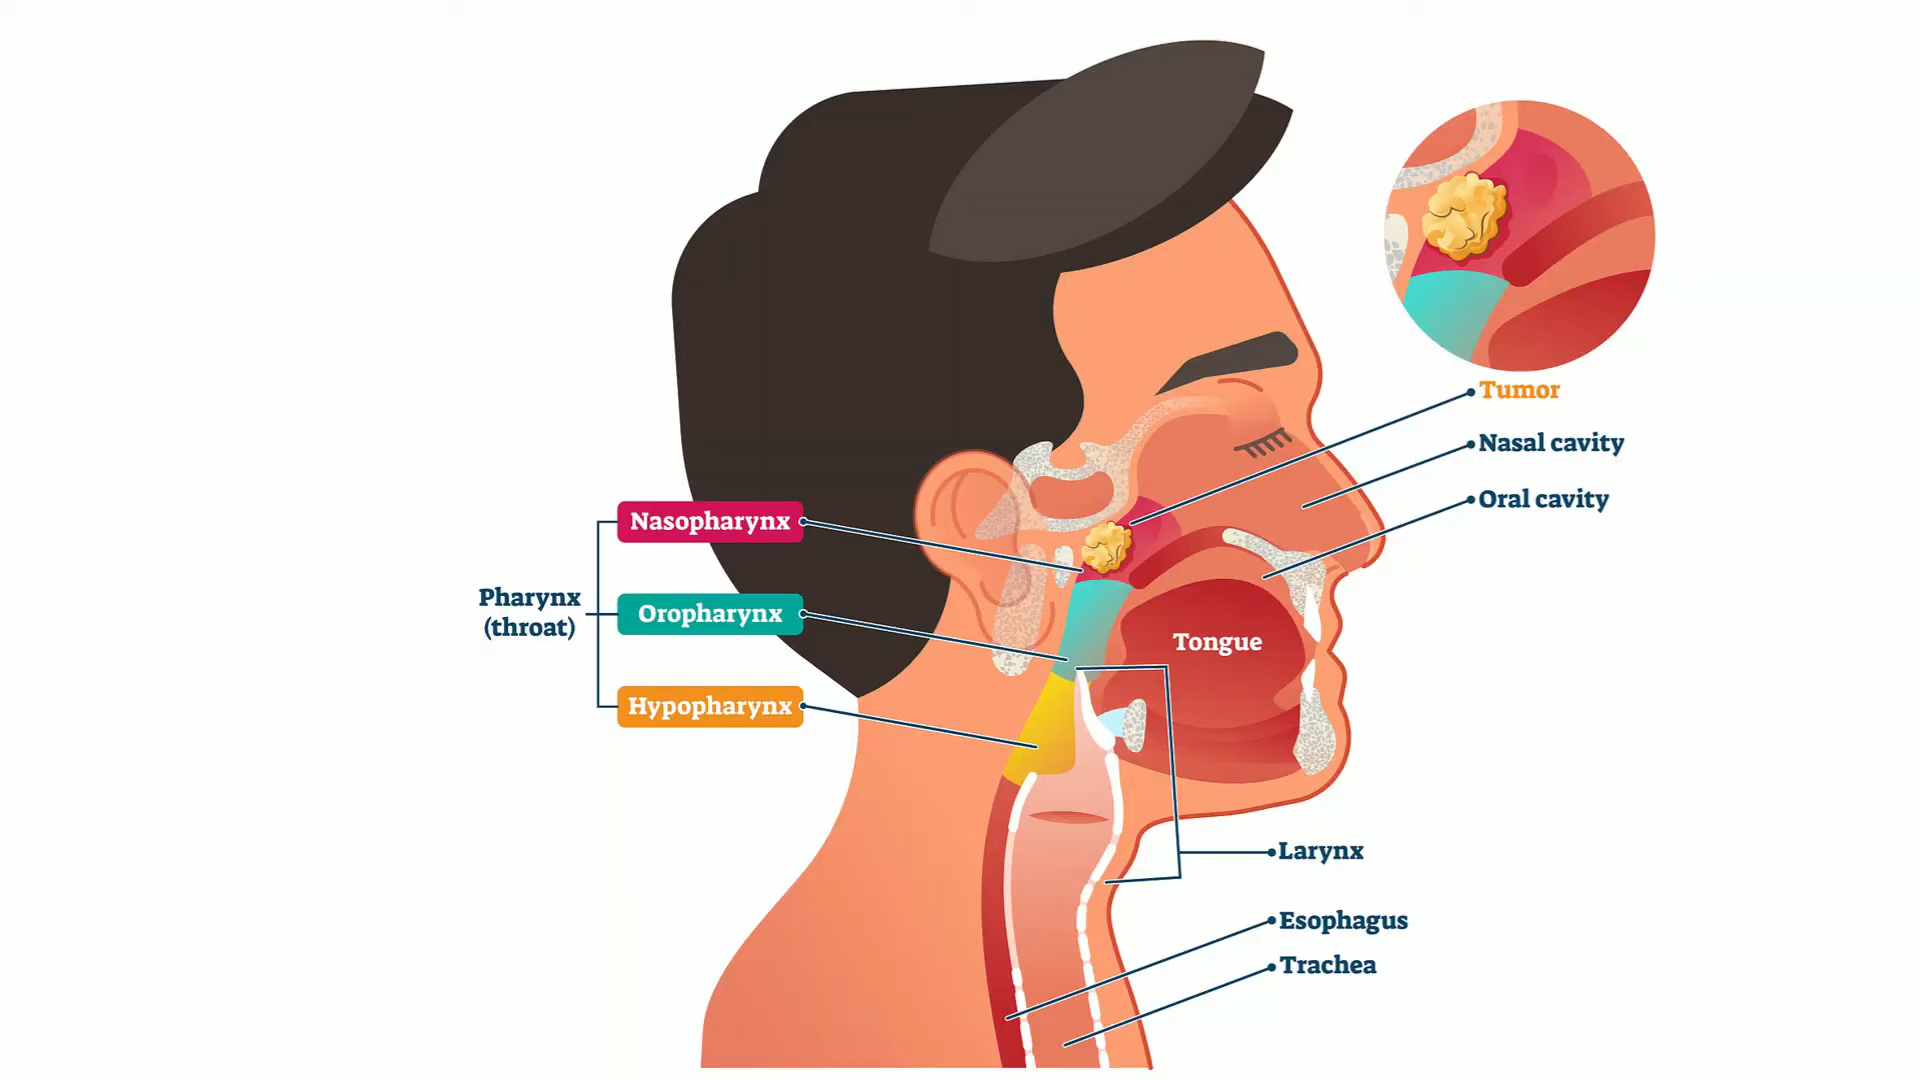 Tumor
Nasal cavity
Oral cavity
Nasopharynx
Pharynx
(throat)
Oropharynx
Hypopharynx
Tongue
Larynx
Esophagus
Trachea